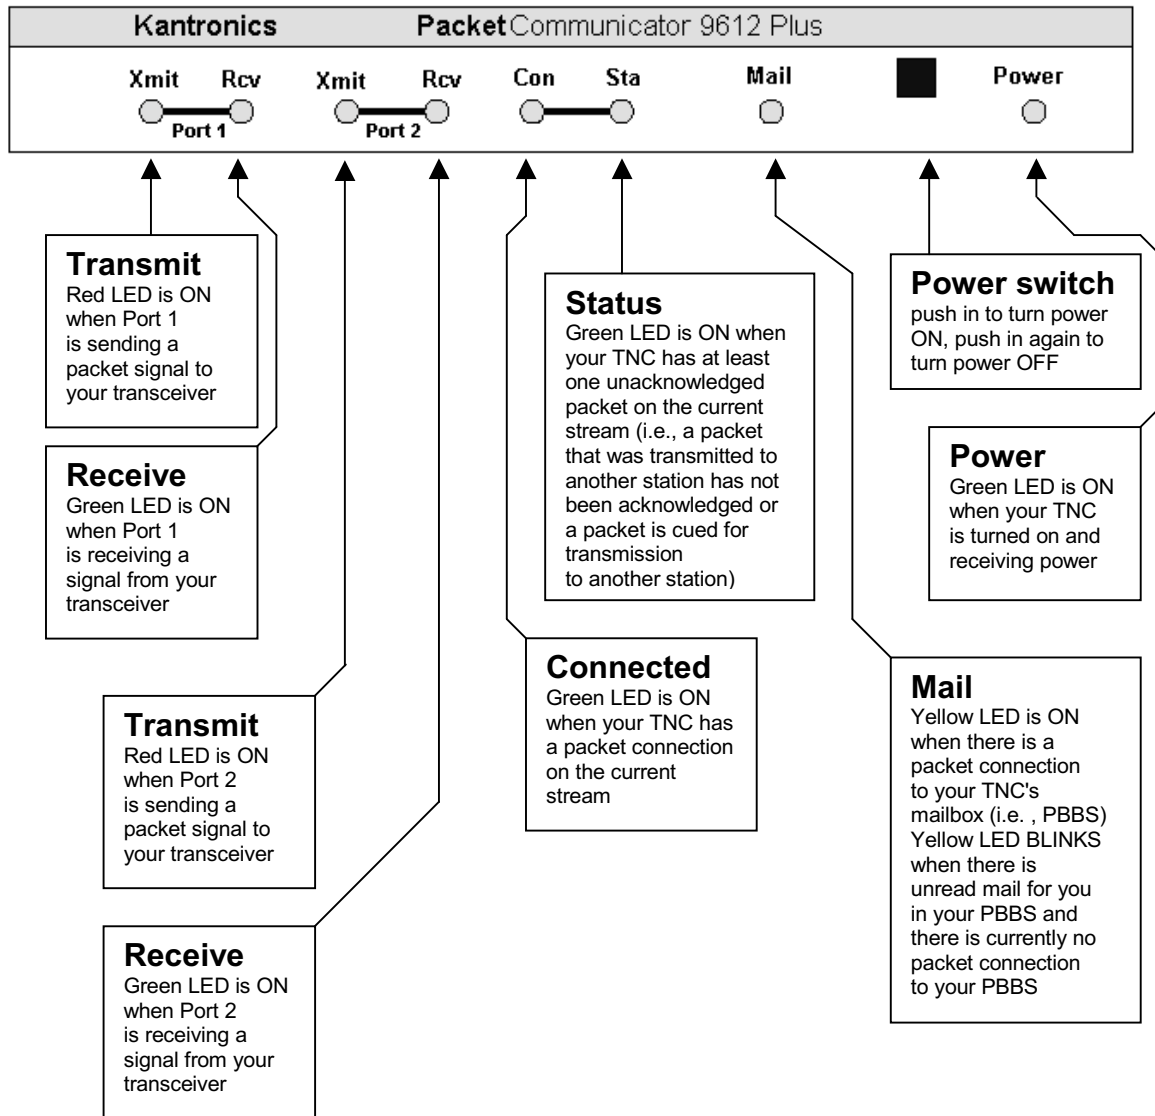 Kantronics PacketCommunicator 9612 Plus
Xmit Rcv Xmit Rcv Con Sta Mail Power
Port 1 Port 2
Transmit
Red LED is ON
when Port 1
is sending a
packet signal to
your transceiver
Receive
Green LED is ON
when Port 1
is receiving a
signal from your
transceiver
Transmit
Red LED is ON
when Port 2
is sending a
packet signal to
your transceiver
Receive
Green LED is ON
when Port 2
is receiving a
signal from your
transceiver
Status
Green LED is ON when
your TNC has at least
one unacknowledged
packet on the current
stream (i.e., a packet
that was transmitted to
another station has not
been acknowledged or
a packet is cued for
transmission
to another station)
Connected
Green LED is ON
when your TNC has
a packet connection
on the current
stream
Power switch
push in to turn power
ON, push in again to
turn power OFF
Power
Green LED is ON
when your TNC
is turned on and
receiving power
Mail
Yellow LED is ON
when there is a
packet connection
to your TNC's
mailbox (i.e. , PBBS)
Yellow LED BLINKS
when there is
unread mail for you
in your PBBS and
there is currently no
packet connection
to your PBBS